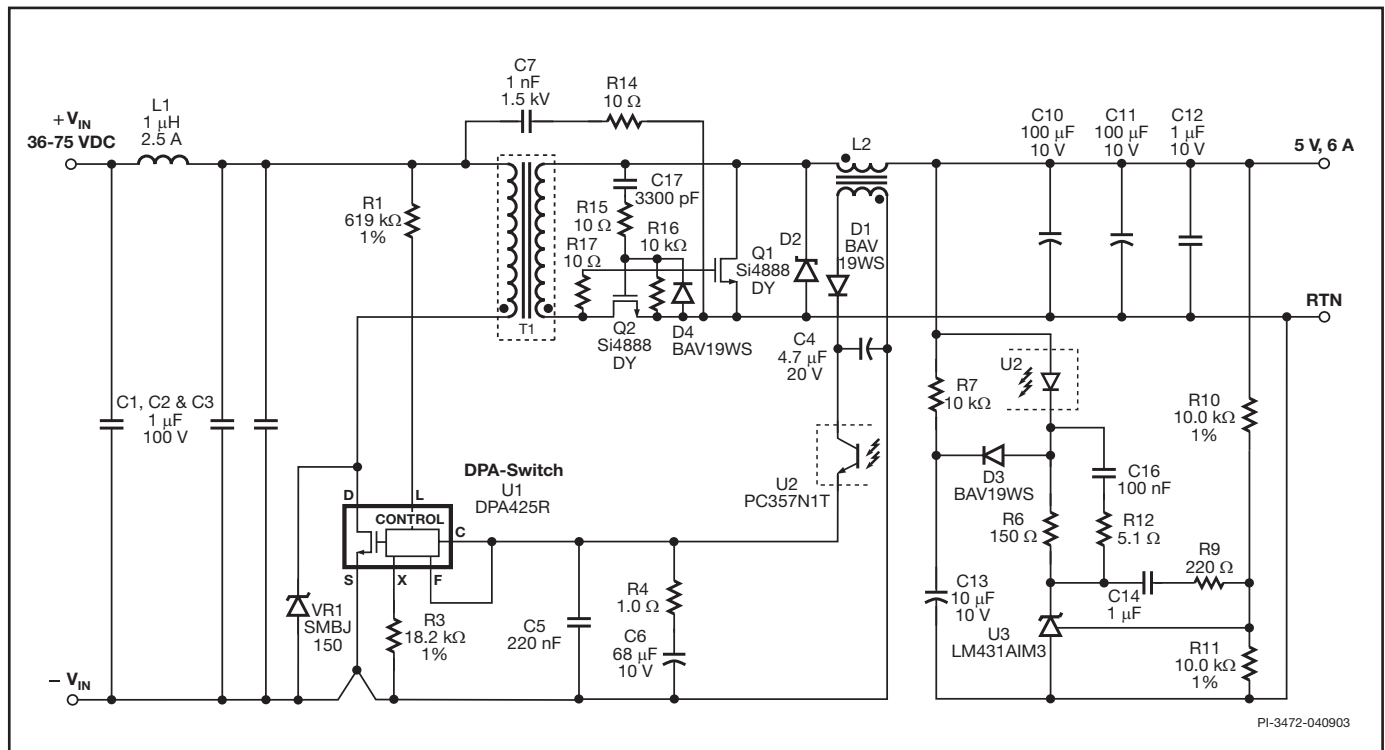 C7
1 nF
1.5 kV
R14
10 Ω
L1
1 µH
2.5 A
+ VIN
36-75 VDC
C10
100 µF
10 V
C11
100 µF
10 V
C12
1 µF
10 V
5 V, 6 A
L2
R1
619 kΩ
1%
C17
3300 pF
R15
10 Ω
R16
10 kΩ
R17
10 Ω
Q1
Si4888
DY
D2
D1
BAV
19WS
T1
Q2
Si4888
DY
D4
BAV19WS
RTN
C4
4.7 µF
20 V
U2
R7
10 kΩ
R10
10.0 kΩ
1%
C1, C2 & C3
1 µF
100 V
DPA-Switch
U1
DPA425R
U2
PC357N1T
D3
BAV19WS
C16
100 nF
R6
150 Ω
R12
5.1 Ω
R9
220 Ω
D
L
CONTROL
C
S
X
F
VR1
SMBJ
150
R3
18.2 kΩ
1%
C5
220 nF
R4
1.0 Ω
C6
68 µF
10 V
C13
10 µF
10 V
C14
1 µF
U3
LM431AIM3
R11
10.0 kΩ
1%
− VIN
PI-3472-040903